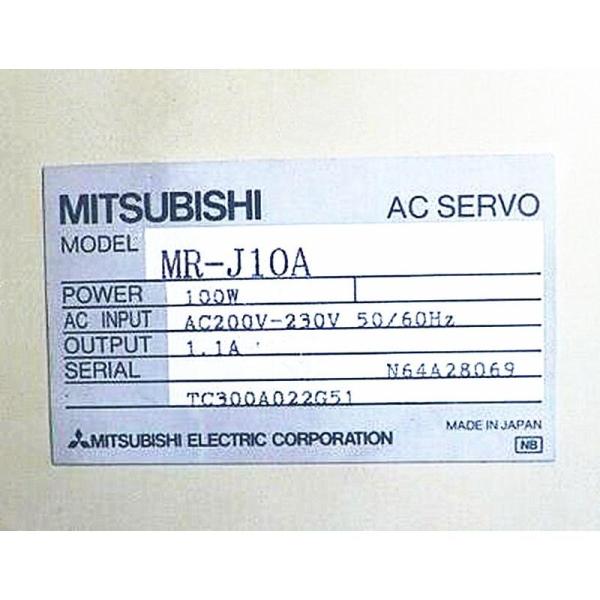 MITSUBISHI AC SERVO
MODEL MR-J10A
POWER 100W
AC INPUT AC200V-230V 50/60Hz
OUTPUT 1.1A
SERIAL N64A28069
TC300A022G51
MITSUBISHI ELECTRIC CORPORATION MADE IN JAPAN
NB